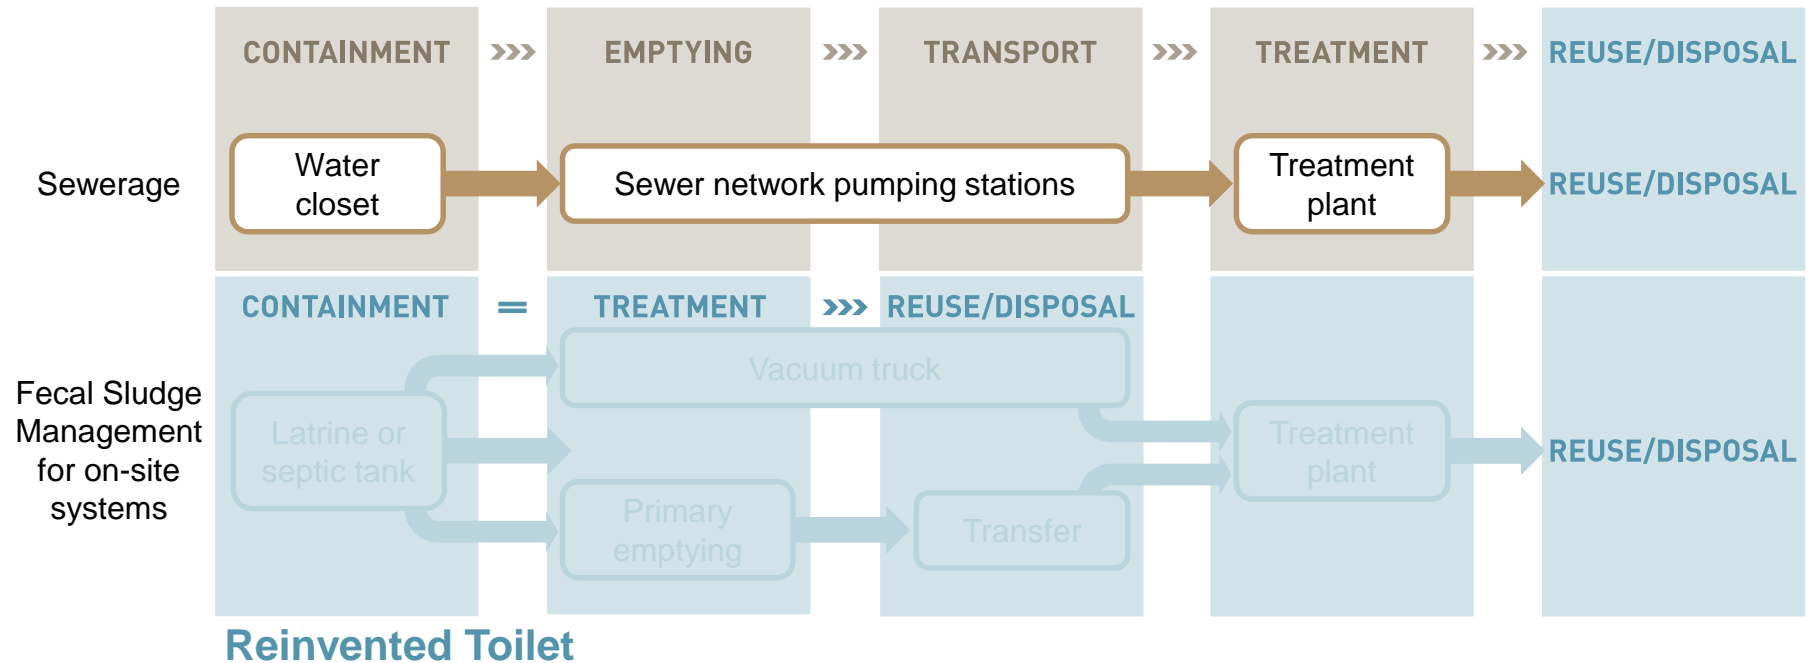 CONTAINMENT >>> EMPTYING >>> TRANSPORT >>> TREATMENT >>> REUSE/DISPOSAL
Sewerage
Water
closet
Sewer network pumping stations
Treatment
plant
REUSE/DISPOSAL
CONTAINMENT = TREATMENT >>> REUSE/DISPOSAL
Fecal Sludge
Management
for on-site
systems
Latrine or
septic tank
Vacuum truck
Primary
emptying
Transfer
Treatment
plant
REUSE/DISPOSAL
Reinvented Toilet